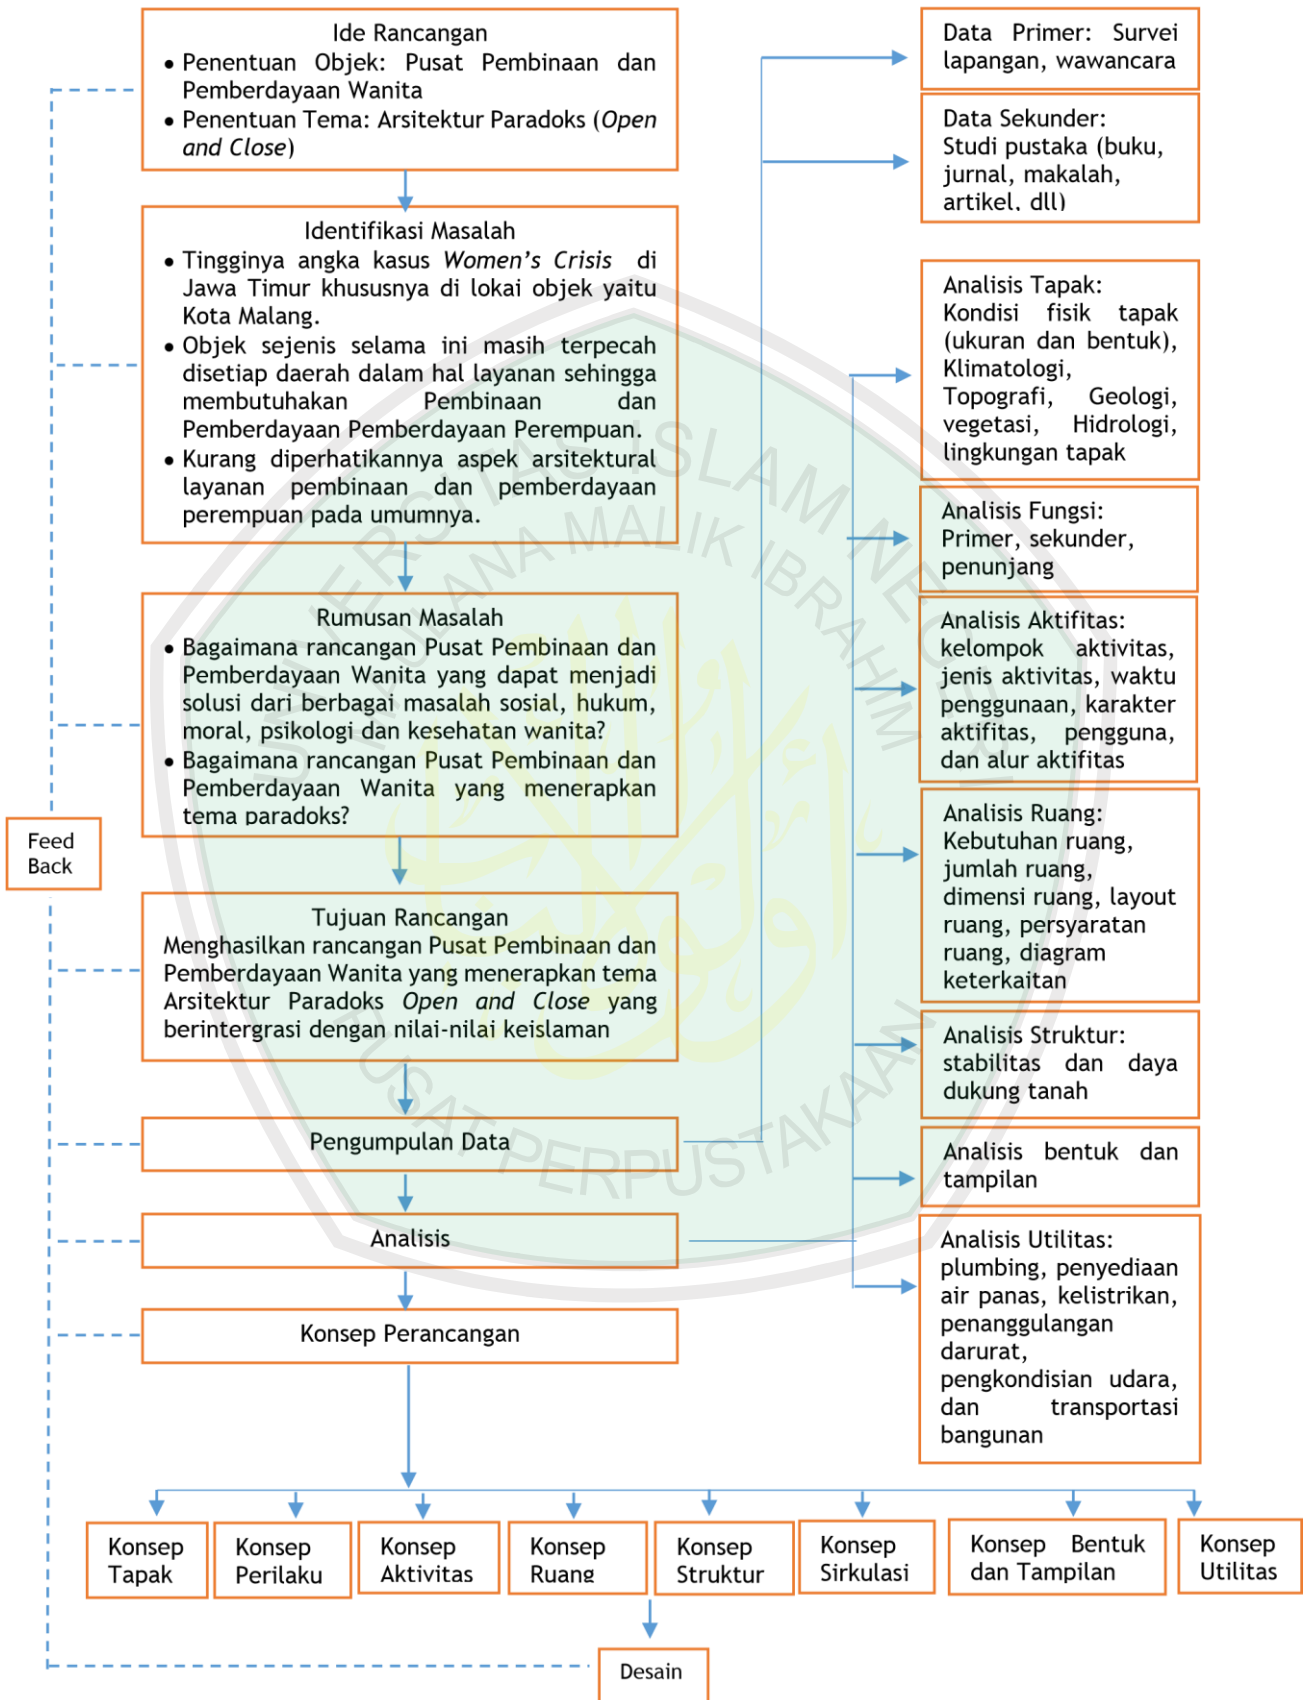 Ide Rancangan
• Penentuan Objek: Pusat Pembinaan dan
Pemberdayaan Wanita
• Penentuan Tema: Arsitektur Paradoks (Open
and Close)
Identifikasi Masalah
• Tingginya angka kasus Women's Crisis di
Jawa Timur khususnya di lokai objek yaitu
Kota Malang.
• Objek sejenis selama ini masih terpecah
disetiap daerah dalam hal layanan sehingga
membutuhakan Pembinaan dan
Pemberdayaan Pemberdayaan Perempuan.
• Kurang diperhatikannya aspek arsitektural
layanan pembinaan dan pemberdayaan
perempuan pada umumnya.
Rumusan Masalah
• Bagaimana rancangan Pusat Pembinaan dan
Pemberdayaan Wanita yang dapat menjadi
solusi dari berbagai masalah sosial, hukum,
moral, psikologi dan kesehatan wanita?
• Bagaimana rancangan Pusat Pembinaan dan
Pemberdayaan Wanita yang menerapkan
tema paradoks?
Feed
Back
Tujuan Rancangan
Menghasilkan rancangan Pusat Pembinaan dan
Pemberdayaan Wanita yang menerapkan tema
Arsitektur Paradoks Open and Close yang
berintergrasi dengan nilai-nilai keislaman
Pengumpulan Data
Analisis
Konsep Perancangan
Data Primer: Survei
lapangan, wawancara
Data Sekunder:
Studi pustaka (buku,
jurnal, makalah,
artikel, dll)
Analisis Tapak:
Kondisi fisik tapak
(ukuran dan bentuk),
Klimatologi,
Topografi, Geologi,
vegetasi, Hidrologi,
lingkungan tapak
Analisis Fungsi:
Primer, sekunder,
penunjang
Analisis Aktifitas:
kelompok aktivitas,
jenis aktivitas, waktu
penggunaan, karakter
aktifitas, pengguna,
dan alur aktifitas
Analisis Ruang:
Kebutuhan ruang,
jumlah ruang,
dimensi ruang, layout
ruang, persyaratan
ruang, diagram
keterkaitan
Analisis Struktur:
stabilitas dan daya
dukung tanah
Analisis bentuk dan
tampilan
Analisis Utilitas:
plumbing, penyediaan
air panas, kelistrikan,
penanggulangan
darurat,
pengkondisian udara,
dan transportasi
bangunan
Konsep
Tapak
Konsep
Perilaku
Konsep
Aktivitas
Konsep
Ruang
Konsep
Struktur
Konsep
Sirkulasi
Konsep Bentuk
dan Tampilan
Konsep
Utilitas
Desain
UNIVERSITAS ISLAM NEGERI
MAULANA MALIK IBRAHIM
PUSAT PERPUSTAKAAN